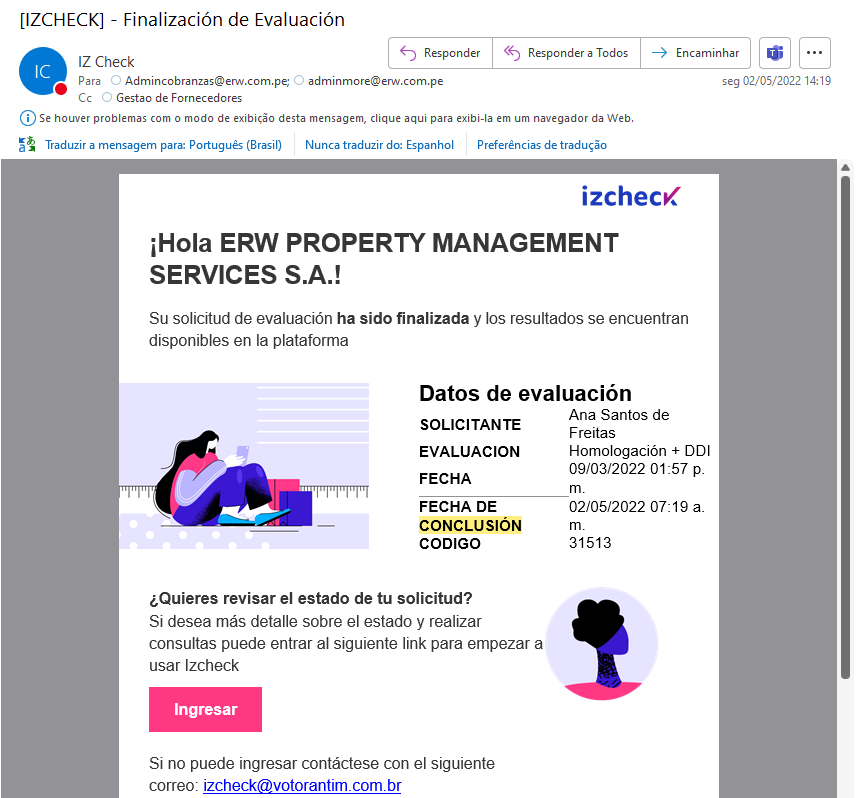 [IZCHECK] - Finalización de Evaluación
IC
IZ Check
Responder
Responder a Todos
Encaminhar
Para Admincobranzas@erw.com.pe; adminmore@erw.com.pe
seg 02/05/2022 14:19
Cc Gestao de Fornecedores
Se houver problemas com o modo de exibição desta mensagem, clique aqui para exibi-la em um navegador da Web.
Traduzir a mensagem para: Português (Brasil)
Nunca traduzir do: Espanhol
Preferências de tradução
izcheck
¡Hola ERW PROPERTY MANAGEMENT
SERVICES S.A.!
Su solicitud de evaluación ha sido finalizada y los resultados se encuentran
disponibles en la plataforma
Datos de evaluación
SOLICITANTE Ana Santos de
Freitas
EVALUACION Homologación + DDI
FECHA 09/03/2022 01:57 p.
m.
FECHA DE 02/05/2022 07:19 a.
CONCLUSIÓN m.
CODIGO 31513
¿Quieres revisar el estado de tu solicitud?
Si desea más detalle sobre el estado y realizar
consultas puede entrar al siguiente link para empezar a
usar Izcheck
Ingresar
Si no puede ingresar contáctese con el siguiente
correo: izcheck@votorantim.com.br